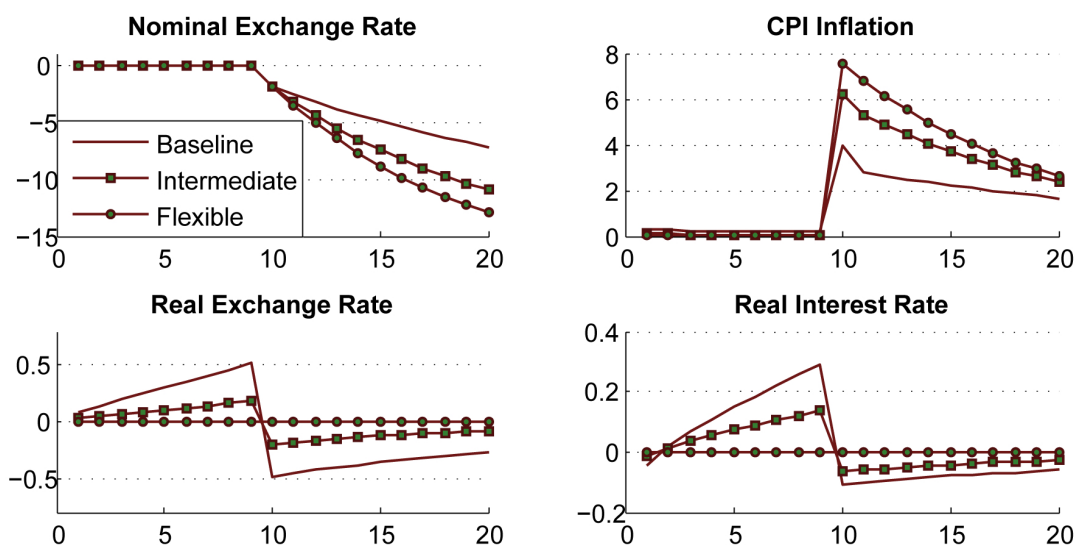 Nominal Exchange Rate
0
−5
−10
−15
Baseline
Intermediate
Flexible
0 5 10 15 20
CPI Inflation
8
6
4
2
0
0 5 10 15 20
Real Exchange Rate
0.5
0
−0.5
0 5 10 15 20
Real Interest Rate
0.4
0.2
0
−0.2
0 5 10 15 20